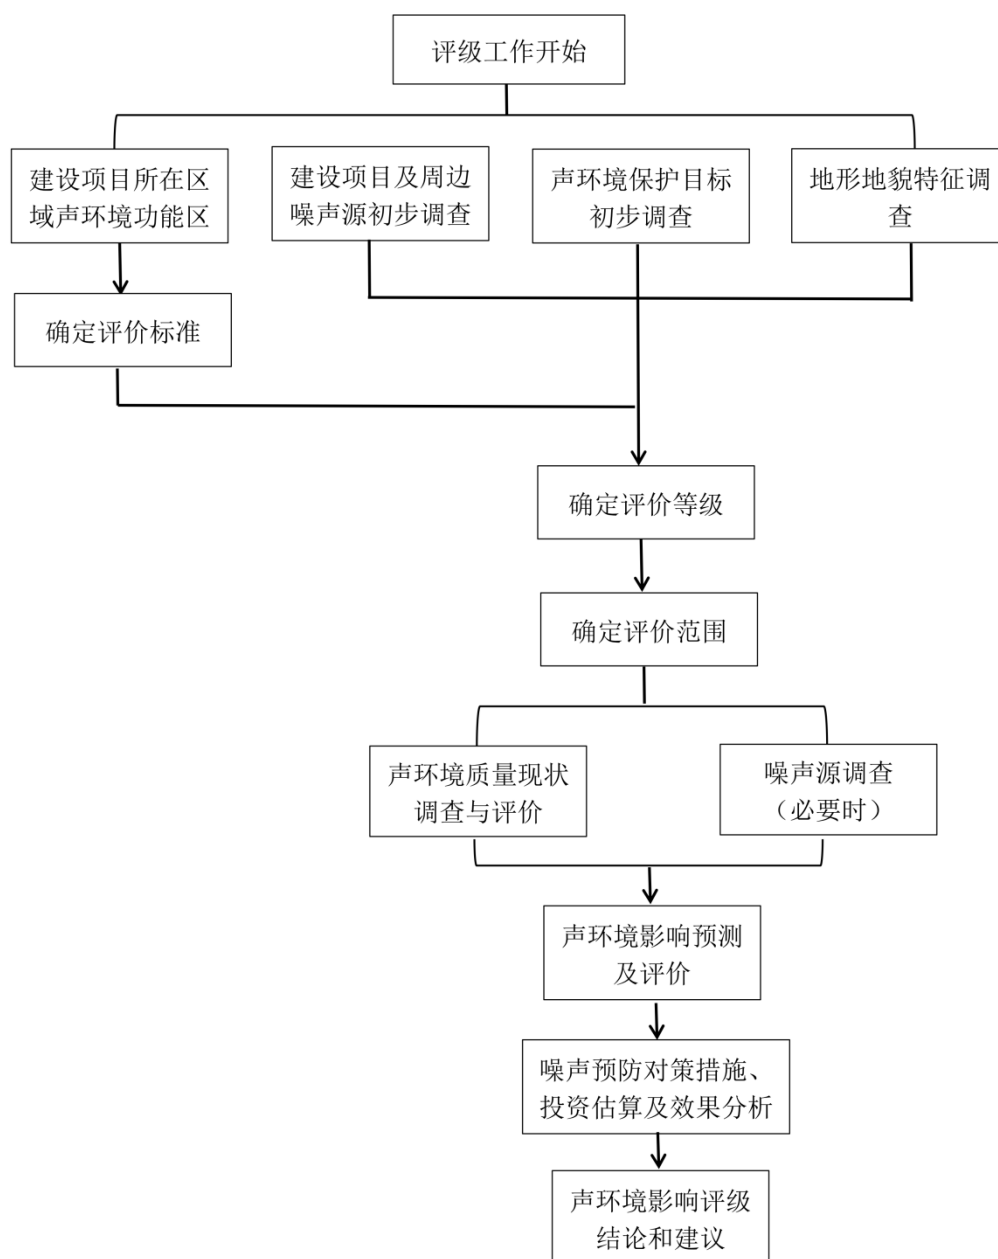 评级工作开始
建设项目所在区
域声环境功能区
建设项目及周边
噪声源初步调查
声环境保护目标
初步调查
地形地貌特征调
查
确定评价标准
确定评价等级
确定评价范围
声环境质量现状
调查与评价
噪声源调查
（必要时）
声环境影响预测
及评价
噪声预防对策措施、
投资估算及效果分析
声环境影响评级
结论和建议